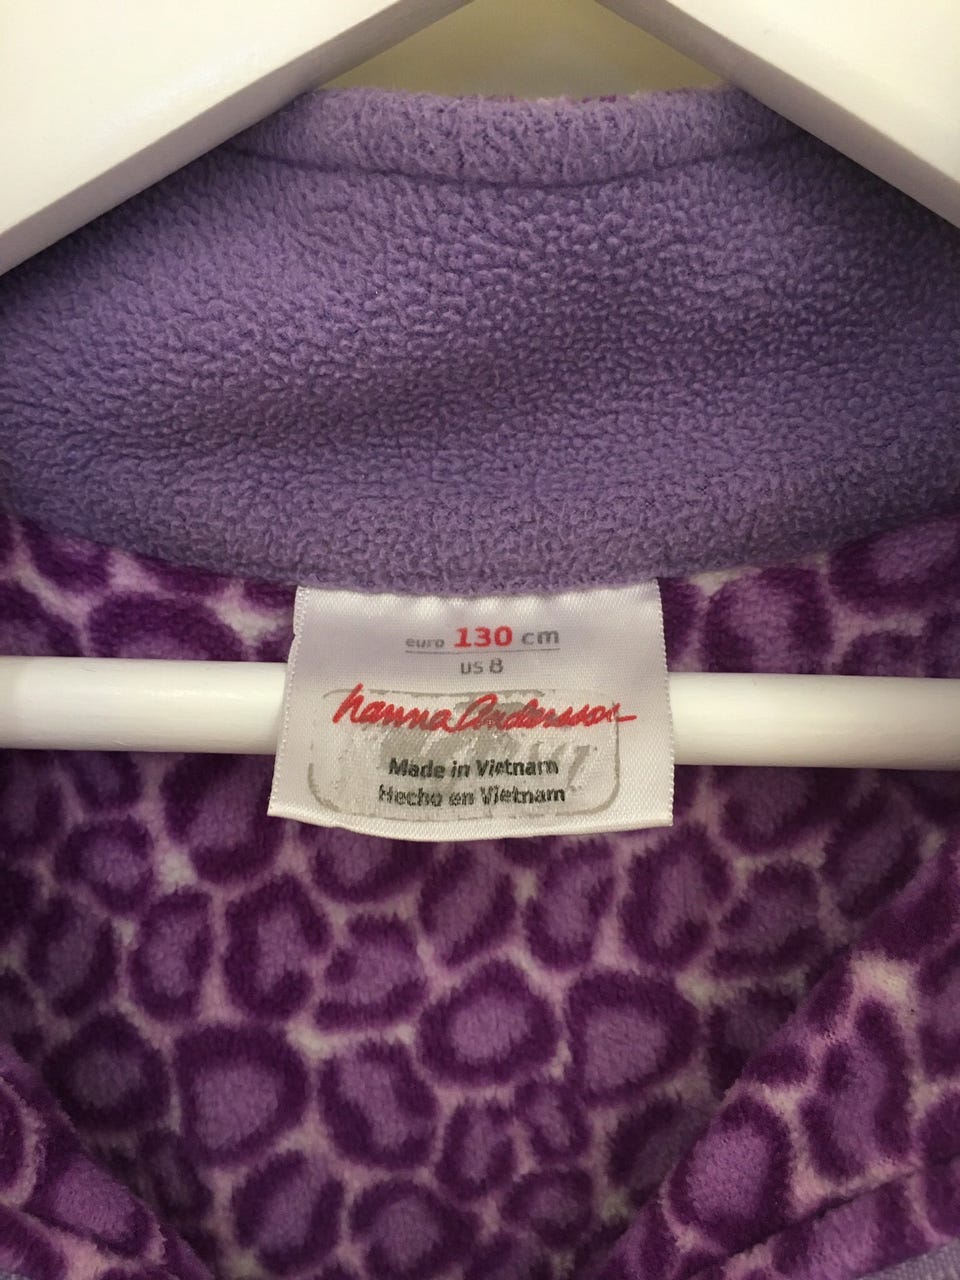 euro 130 cm
US 8
hanna andersson
Made in Vietnam
Hecho en Vietnam